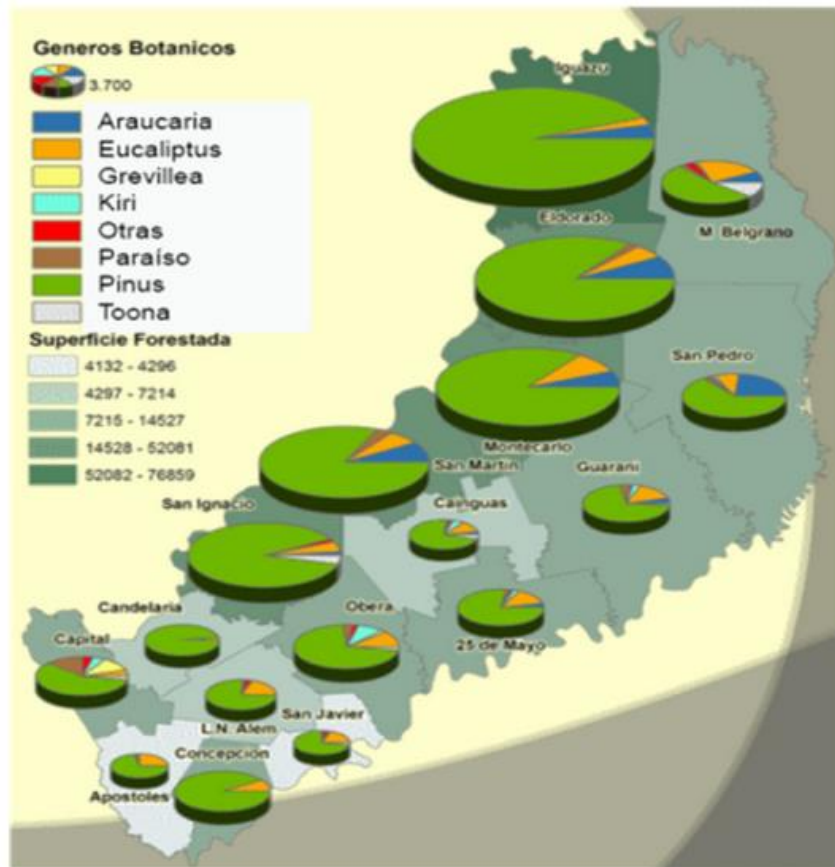 Generos Botanicos
3.700
Araucaria
Eucaliptus
Grevillea
Kiri
Otras
Paraíso
Pinus
Toona
Superficie Forestada
4132 - 4296
4297 - 7214
7215 - 14527
14528 - 52081
52082 - 76859
Iguazu
M. Belgrano
Eldorado
San Pedro
Montecarlo
San Martin
Guarani
San Ignacio
Cainguas
Candelaria
Obera
Capital
25 de Mayo
L.N. Alem
San Javier
Concepción
Apostoles